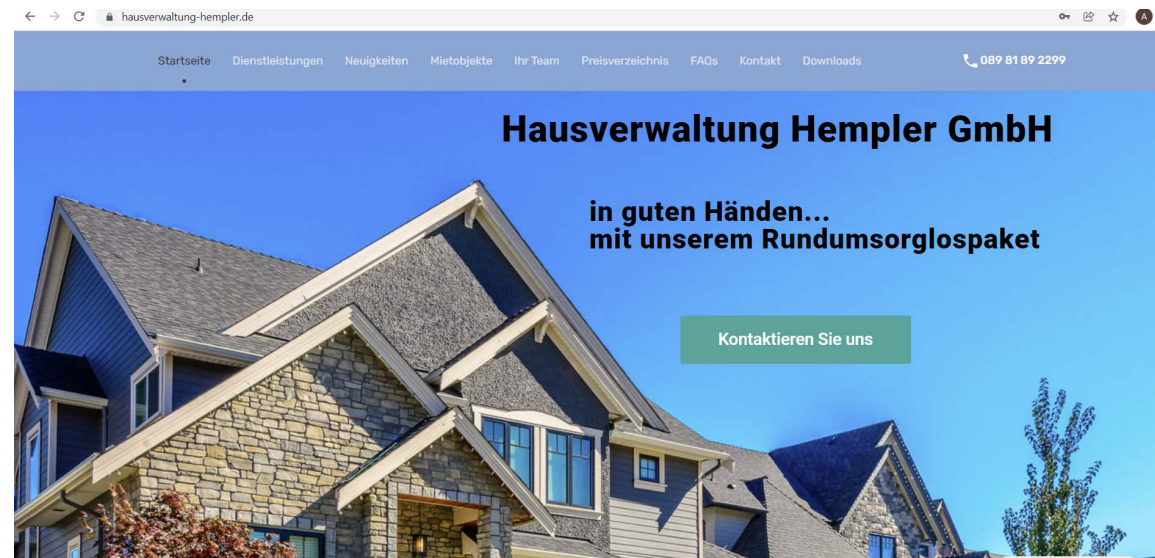 hausverwaltung-hempler.de
A
Startseite Dienstleistungen Neuigkeiten Mietobjekte Ihr Team Preisverzeichnis FAQs Kontakt Downloads 089 81 89 2299
Hausverwaltung Hempler GmbH
in guten Händen...
mit unserem Rundumsorglospaket
Kontaktieren Sie uns